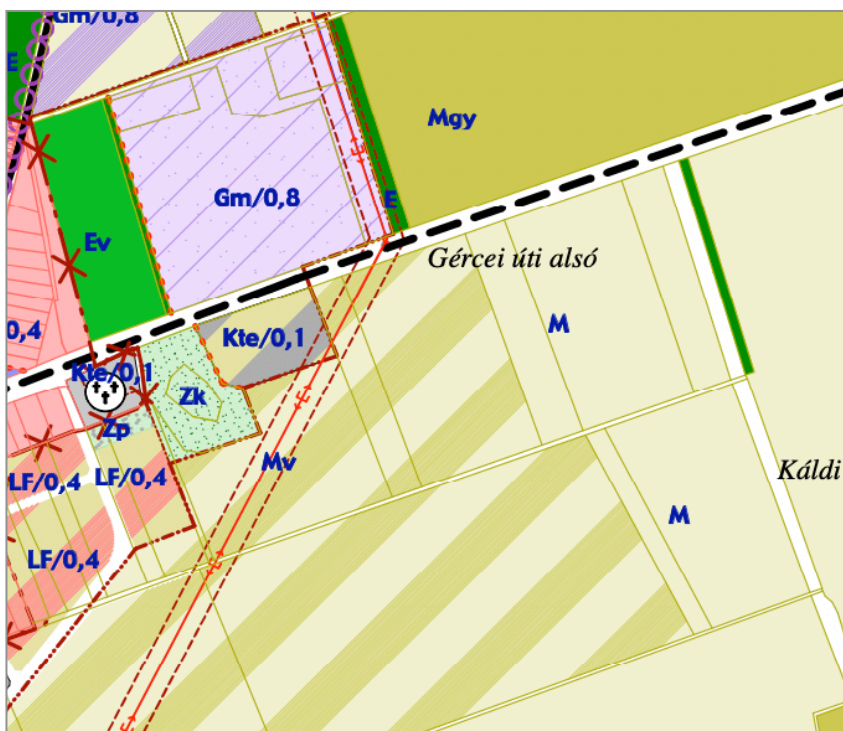 Gm/0,8
E
Mgy
Gm/0,8
E
Ev
Gércei úti alsó
0,4
Kte/0,1
M
Kte/0,1
Zk
Zp
Mv
Káldi
LF/0,4
LF/0,4
M
LF/0,4